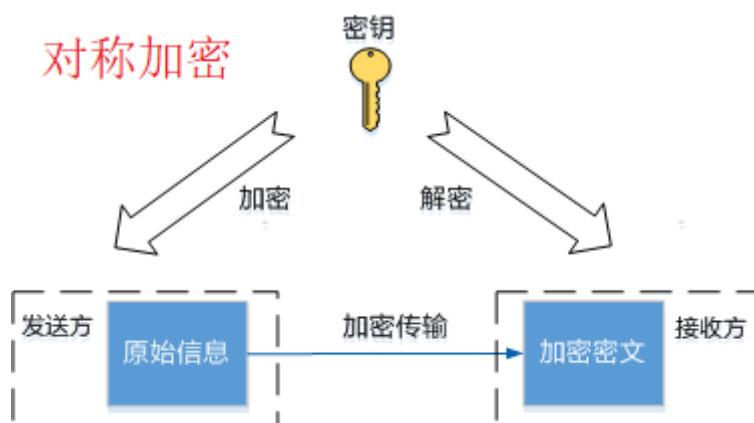 密钥
对称加密
加密
解密
发送方
原始信息
加密传输
加密密文
接收方